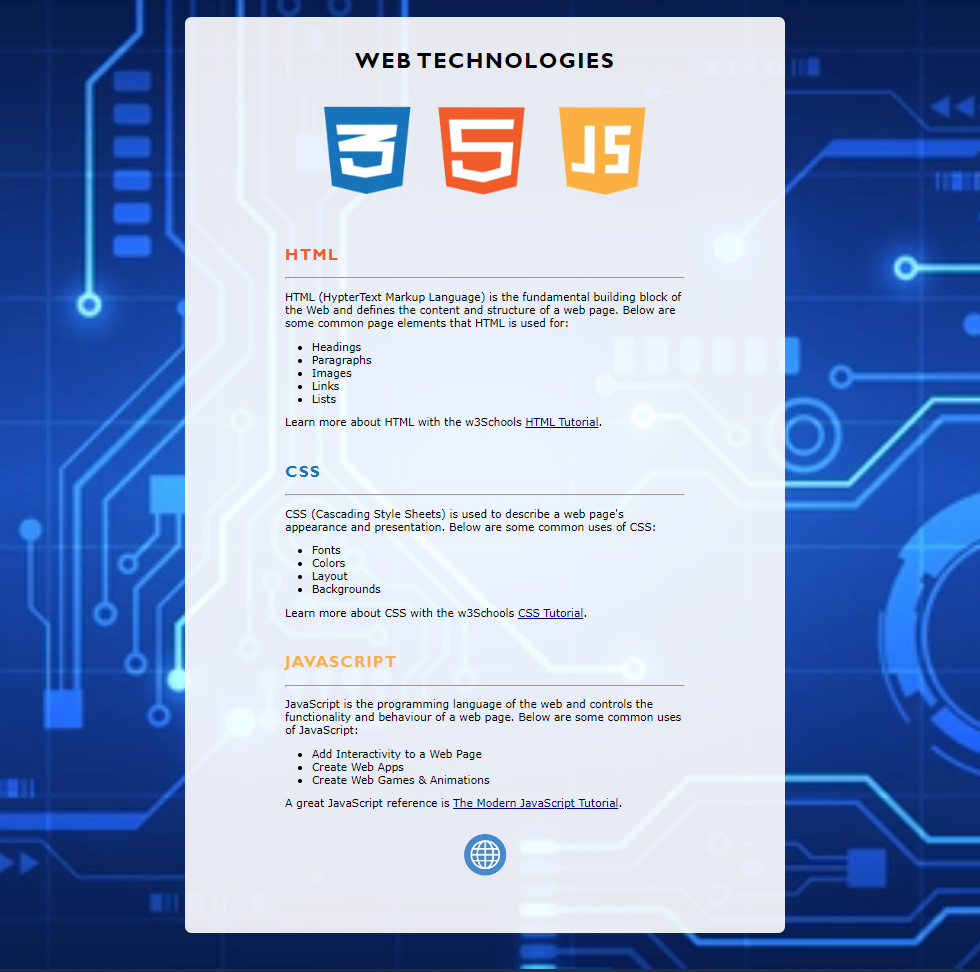 WEB TECHNOLOGIES
3 5 JS
HTML
HTML (HypterText Markup Language) is the fundamental building block of
the Web and defines the content and structure of a web page. Below are
some common page elements that HTML is used for:
Headings
Paragraphs
Images
Links
Lists
Learn more about HTML with the w3Schools HTML Tutorial.
CSS
CSS (Cascading Style Sheets) is used to describe a web page's
appearance and presentation. Below are some common uses of CSS:
Fonts
Colors
Layout
Backgrounds
Learn more about CSS with the w3Schools CSS Tutorial.
JAVASCRIPT
JavaScript is the programming language of the web and controls the
functionality and behaviour of a web page. Below are some common uses
of JavaScript:
Add Interactivity to a Web Page
Create Web Apps
Create Web Games & Animations
A great JavaScript reference is The Modern JavaScript Tutorial.